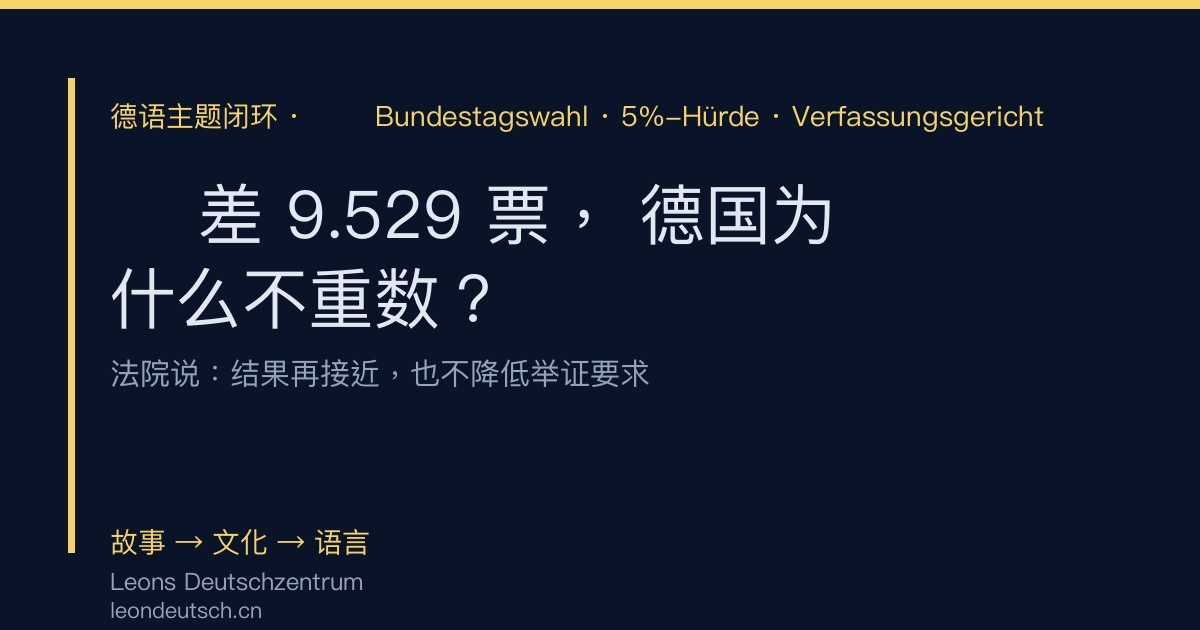 德语主题闭环 · Bundestagswahl · 5%–Hürde · Verfassungsgericht
差 9.529 票， 德国为
什么不重数？
法院说：结果再接近，也不降低举证要求
故事 → 文化 → 语言
Leons Deutschzentrum
leondeutsch.cn